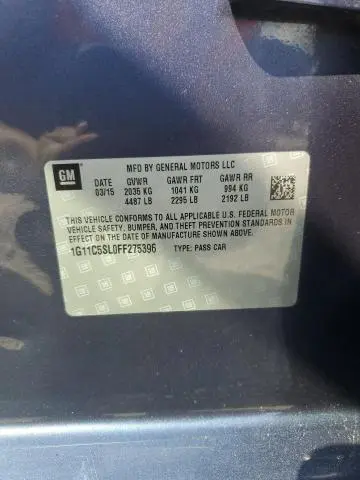 GM
MFD BY GENERAL MOTORS LLC
DATE GVWR GAWR FRT GAWR RR
03/15 2035 KG 1041 KG 994 KG
4487 LB 2295 LB 2192 LB
THIS VEHICLE CONFORMS TO ALL APPLICABLE U.S. FEDERAL MOTOR
VEHICLE SAFETY, BUMPER, AND THEFT PREVENTION STANDARDS IN
EFFECT ON THE DATE OF MANUFACTURE SHOWN ABOVE.
1G11C5SL0FF275396 TYPE: PASS CAR